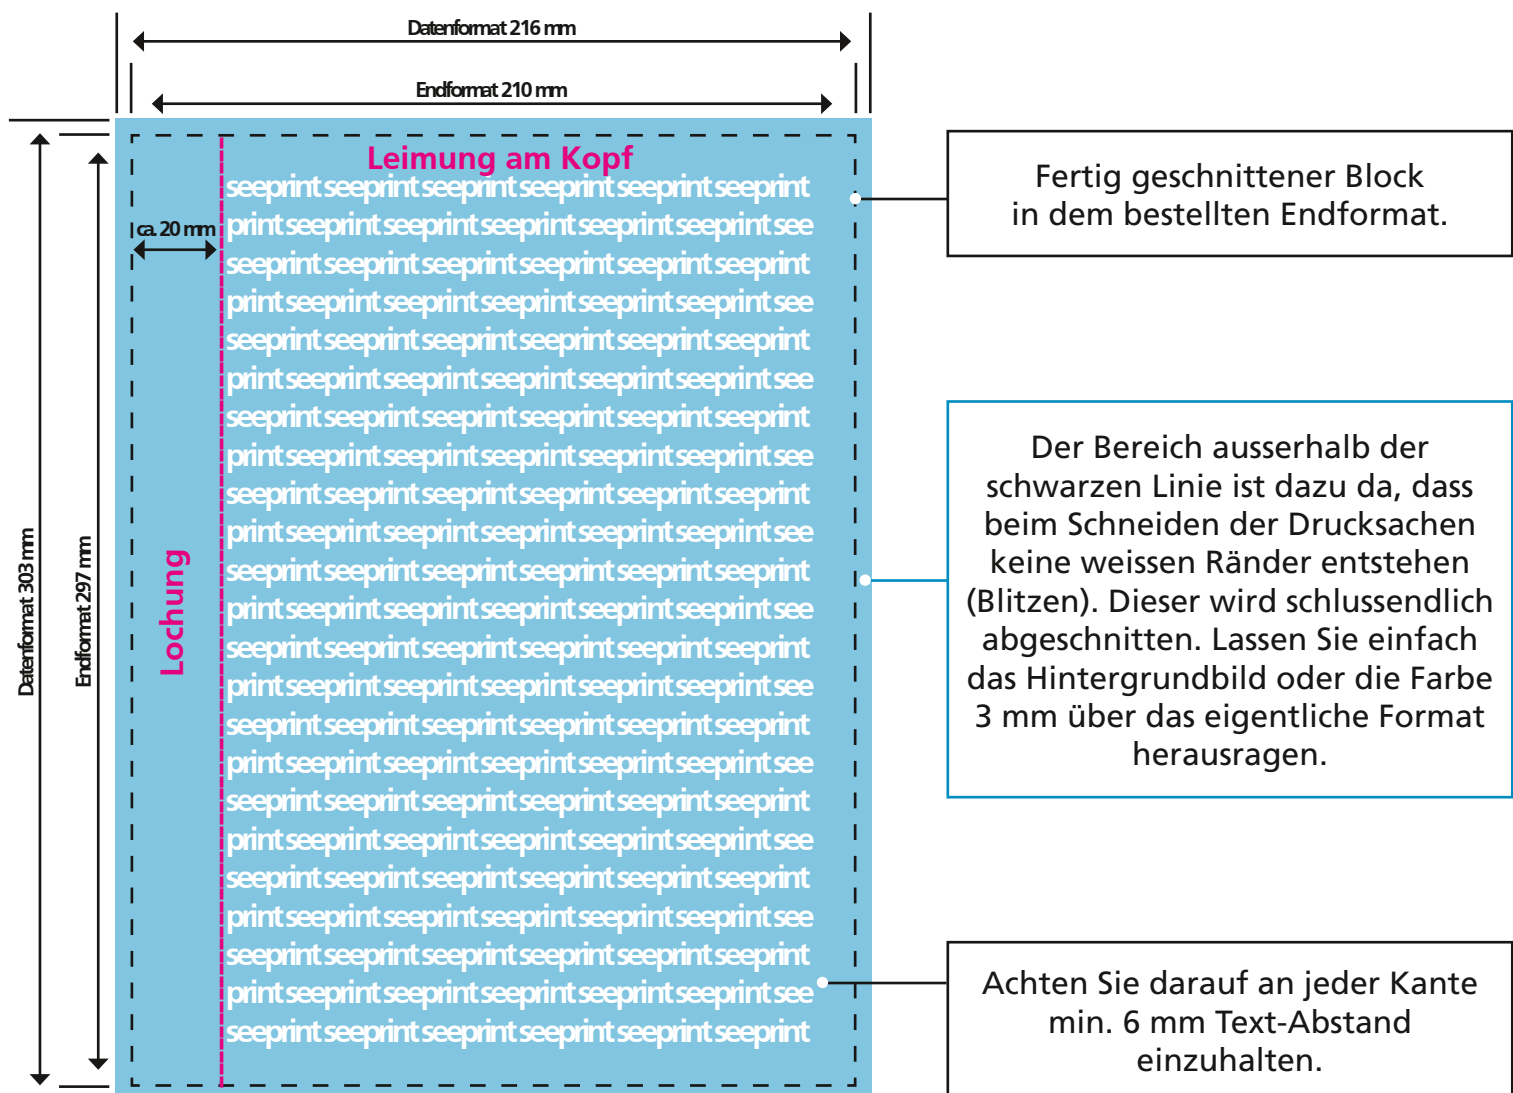 Datenformat 216 mm
Endformat 210 mm
Leimung am Kopf
seeprint seeprint seeprint seeprint seeprint seeprint
print seeprint seeprint seeprint seeprint seeprint see
seeprint seeprint seeprint seeprint seeprint seeprint
print seeprint seeprint seeprint seeprint seeprint see
seeprint seeprint seeprint seeprint seeprint seeprint
print seeprint seeprint seeprint seeprint seeprint see
seeprint seeprint seeprint seeprint seeprint seeprint
print seeprint seeprint seeprint seeprint seeprint see
seeprint seeprint seeprint seeprint seeprint seeprint
print seeprint seeprint seeprint seeprint seeprint see
seeprint seeprint seeprint seeprint seeprint seeprint
print seeprint seeprint seeprint seeprint seeprint see
seeprint seeprint seeprint seeprint seeprint seeprint
print seeprint seeprint seeprint seeprint seeprint see
seeprint seeprint seeprint seeprint seeprint seeprint
print seeprint seeprint seeprint seeprint seeprint see
seeprint seeprint seeprint seeprint seeprint seeprint
print seeprint seeprint seeprint seeprint seeprint see
seeprint seeprint seeprint seeprint seeprint seeprint
print seeprint seeprint seeprint seeprint seeprint see
seeprint seeprint seeprint seeprint seeprint seeprint
print seeprint seeprint seeprint seeprint seeprint see
seeprint seeprint seeprint seeprint seeprint seeprint
ca. 20 mm
Lochung
Datenformat 303 mm
Endformat 297 mm
Fertig geschnittener Block
in dem bestellten Endformat.
Der Bereich ausserhalb der
schwarzen Linie ist dazu da, dass
beim Schneiden der Drucksachen
keine weissen Ränder entstehen
(Blitzen). Dieser wird schlussendlich
abgeschnitten. Lassen Sie einfach
das Hintergrundbild oder die Farbe
3 mm über das eigentliche Format
herausragen.
Achten Sie darauf an jeder Kante
min. 6 mm Text-Abstand
einzuhalten.